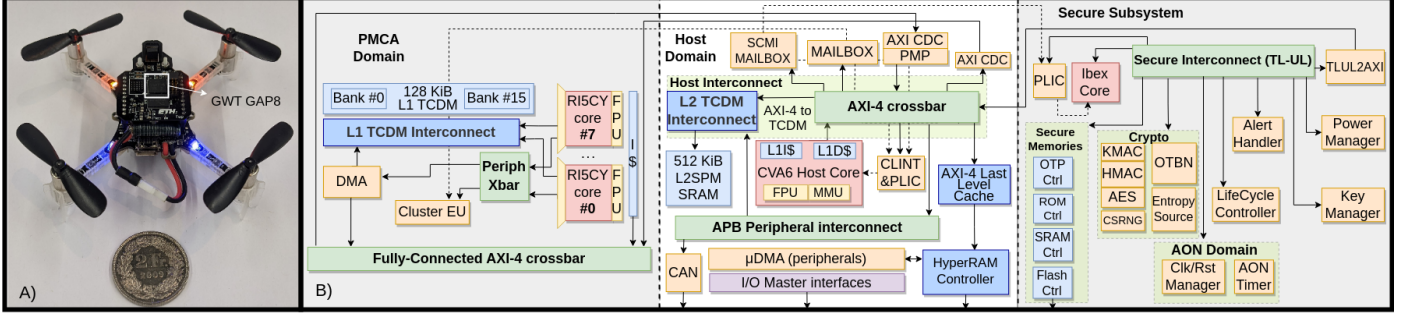 GWT GAP8
ETH
2 Fr.
2009
A)
PMCA
Domain
128 KiB
L1 TCDM
Bank #0
Bank #15
L1 TCDM Interconnect
DMA
Cluster EU
Periph
Xbar
RI5CY
core
#7
F
P
U
...
RI5CY
core
#0
F
P
U
I
$
Fully-Connected AXI-4 crossbar
B)
Host
Domain
SCMI
MAILBOX
MAILBOX
AXI CDC
PMP
AXI CDC
Host Interconnect
L2 TCDM
Interconnect
AXI-4 to
TCDM
AXI-4 crossbar
512 KiB
L2SPM
SRAM
L1I$
L1D$
CVA6 Host Core
FPU
MMU
CLINT
&PLIC
AXI-4 Last
Level
Cache
APB Peripheral interconnect
CAN
μDMA (peripherals)
I/O Master interfaces
HyperRAM
Controller
Secure Subsystem
PLIC
Ibex
Core
Secure Interconnect (TL-UL)
TLUL2AXI
Secure
Memories
OTP
Ctrl
ROM
Ctrl
SRAM
Ctrl
Flash
Ctrl
Crypto
KMAC
HMAC
AES
CSRNG
OTBN
Entropy
Source
Alert
Handler
LifeCycle
Controller
Power
Manager
Key
Manager
AON Domain
Clk/Rst
Manager
AON
Timer